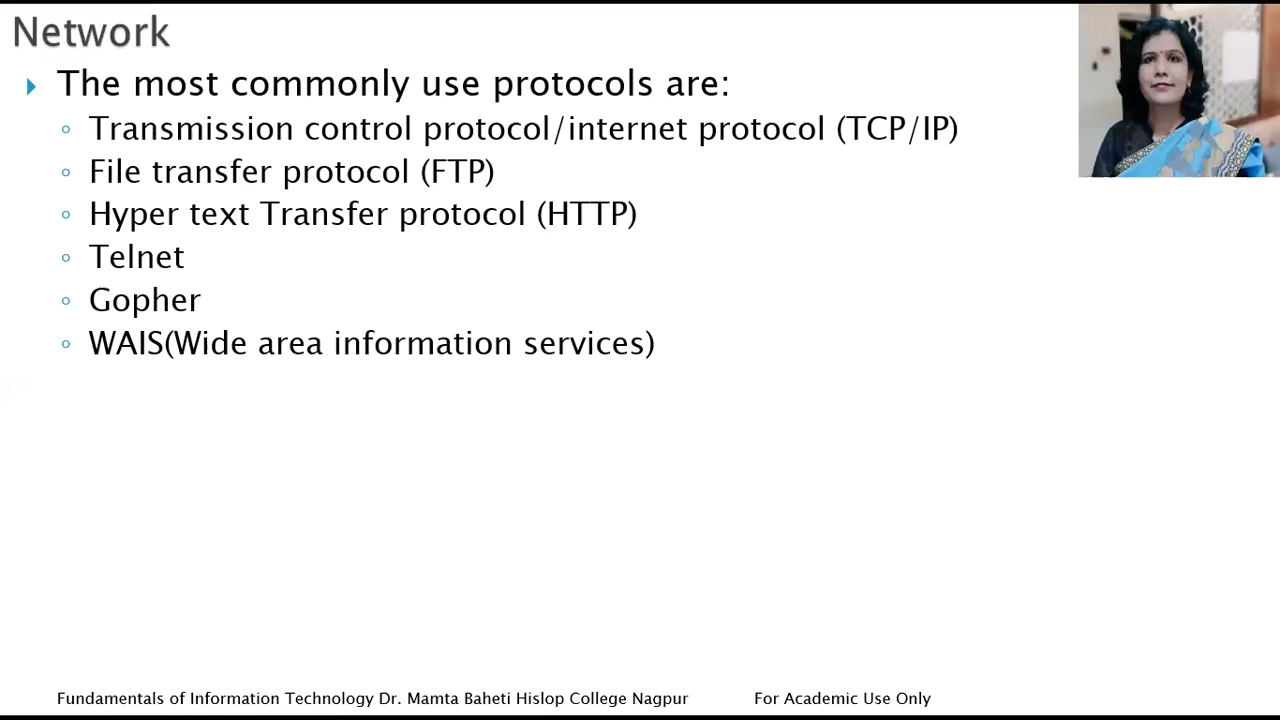 Network
The most commonly use protocols are:
Transmission control protocol/internet protocol (TCP/IP)
File transfer protocol (FTP)
Hyper text Transfer protocol (HTTP)
Telnet
Gopher
WAIS(Wide area information services)
Fundamentals of Information Technology Dr. Mamta Baheti Hislop College Nagpur For Academic Use Only